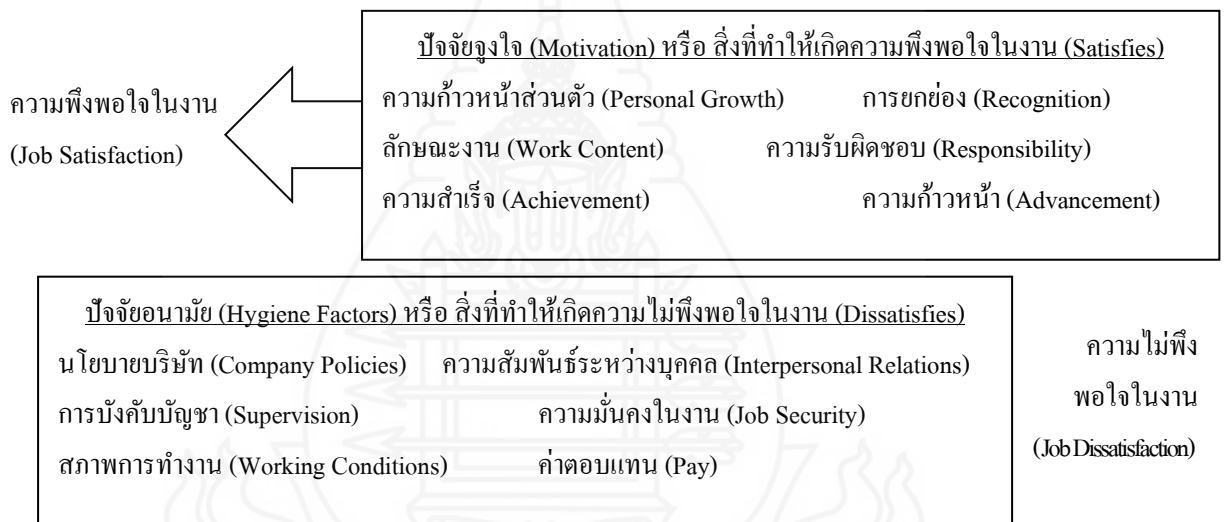 ปัจจัยจูงใจ (Motivation) หรือ สิ่งที่ทำให้เกิดความพึงพอใจในงาน (Satisfies)
ความก้าวหน้าส่วนตัว (Personal Growth) การยกย่อง (Recognition)
ลักษณะงาน (Work Content) ความรับผิดชอบ (Responsibility)
ความสำเร็จ (Achievement) ความก้าวหน้า (Advancement)
ความพึงพอใจในงาน
(Job Satisfaction)
ปัจจัยอนามัย (Hygiene Factors) หรือ สิ่งที่ทำให้เกิดความไม่พึงพอใจในงาน (Dissatisfies)
นโยบายบริษัท (Company Policies) ความสัมพันธ์ระหว่างบุคคล (Interpersonal Relations)
การบังคับบัญชา (Supervision) ความมั่นคงในงาน (Job Security)
สภาพการทำงาน (Working Conditions) ค่าตอบแทน (Pay)
ความไม่พึง
พอใจในงาน
(Job Dissatisfaction)